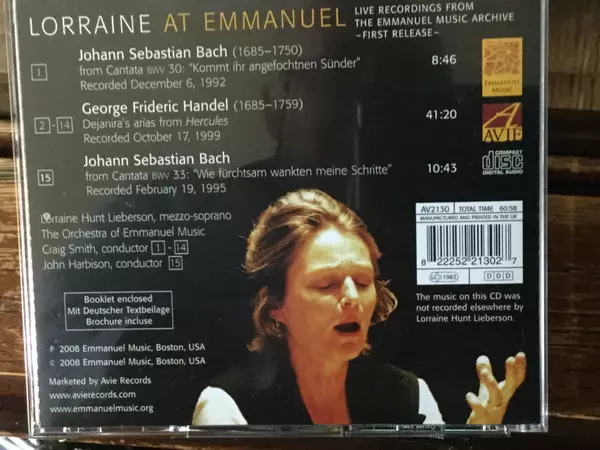 LORRAINE AT EMMANUEL
LIVE RECORDINGS FROM
THE EMMANUEL MUSIC ARCHIVE
~FIRST RELEASE~
Johann Sebastian Bach (1685–1750)
1 from Cantata BWV 30: "Kommt ihr angefochtnen Sünder" 8:46
Recorded December 6, 1992
EMMANUEL
MUSIC
George Frideric Handel (1685–1759)
2 - 14 Dejanira's arias from Hercules 41:20
Recorded October 17, 1999
AVIE
Johann Sebastian Bach
15 from Cantata BWV 33: "Wie fürchtsam wankten meine Schritte" 10:43
Recorded February 19, 1995
COMPACT
disc
DIGITAL AUDIO
Lorraine Hunt Lieberson, mezzo-soprano
The Orchestra of Emmanuel Music
Craig Smith, conductor 1 - 14
John Harbison, conductor 15
AV2130 TOTAL TIME 60:58
MANUFACTURED AND PRINTED IN THE UK
8 22252 21302 7
LC 11982 DDD
The music on this CD was
not recorded elsewhere by
Lorraine Hunt Lieberson.
Booklet enclosed
Mit Deutscher Textbeilage
Brochure incluse
℗ 2008 Emmanuel Music, Boston, USA
© 2008 Emmanuel Music, Boston, USA
Marketed by Avie Records
www.avierecords.com
www.emmanuelmusic.org